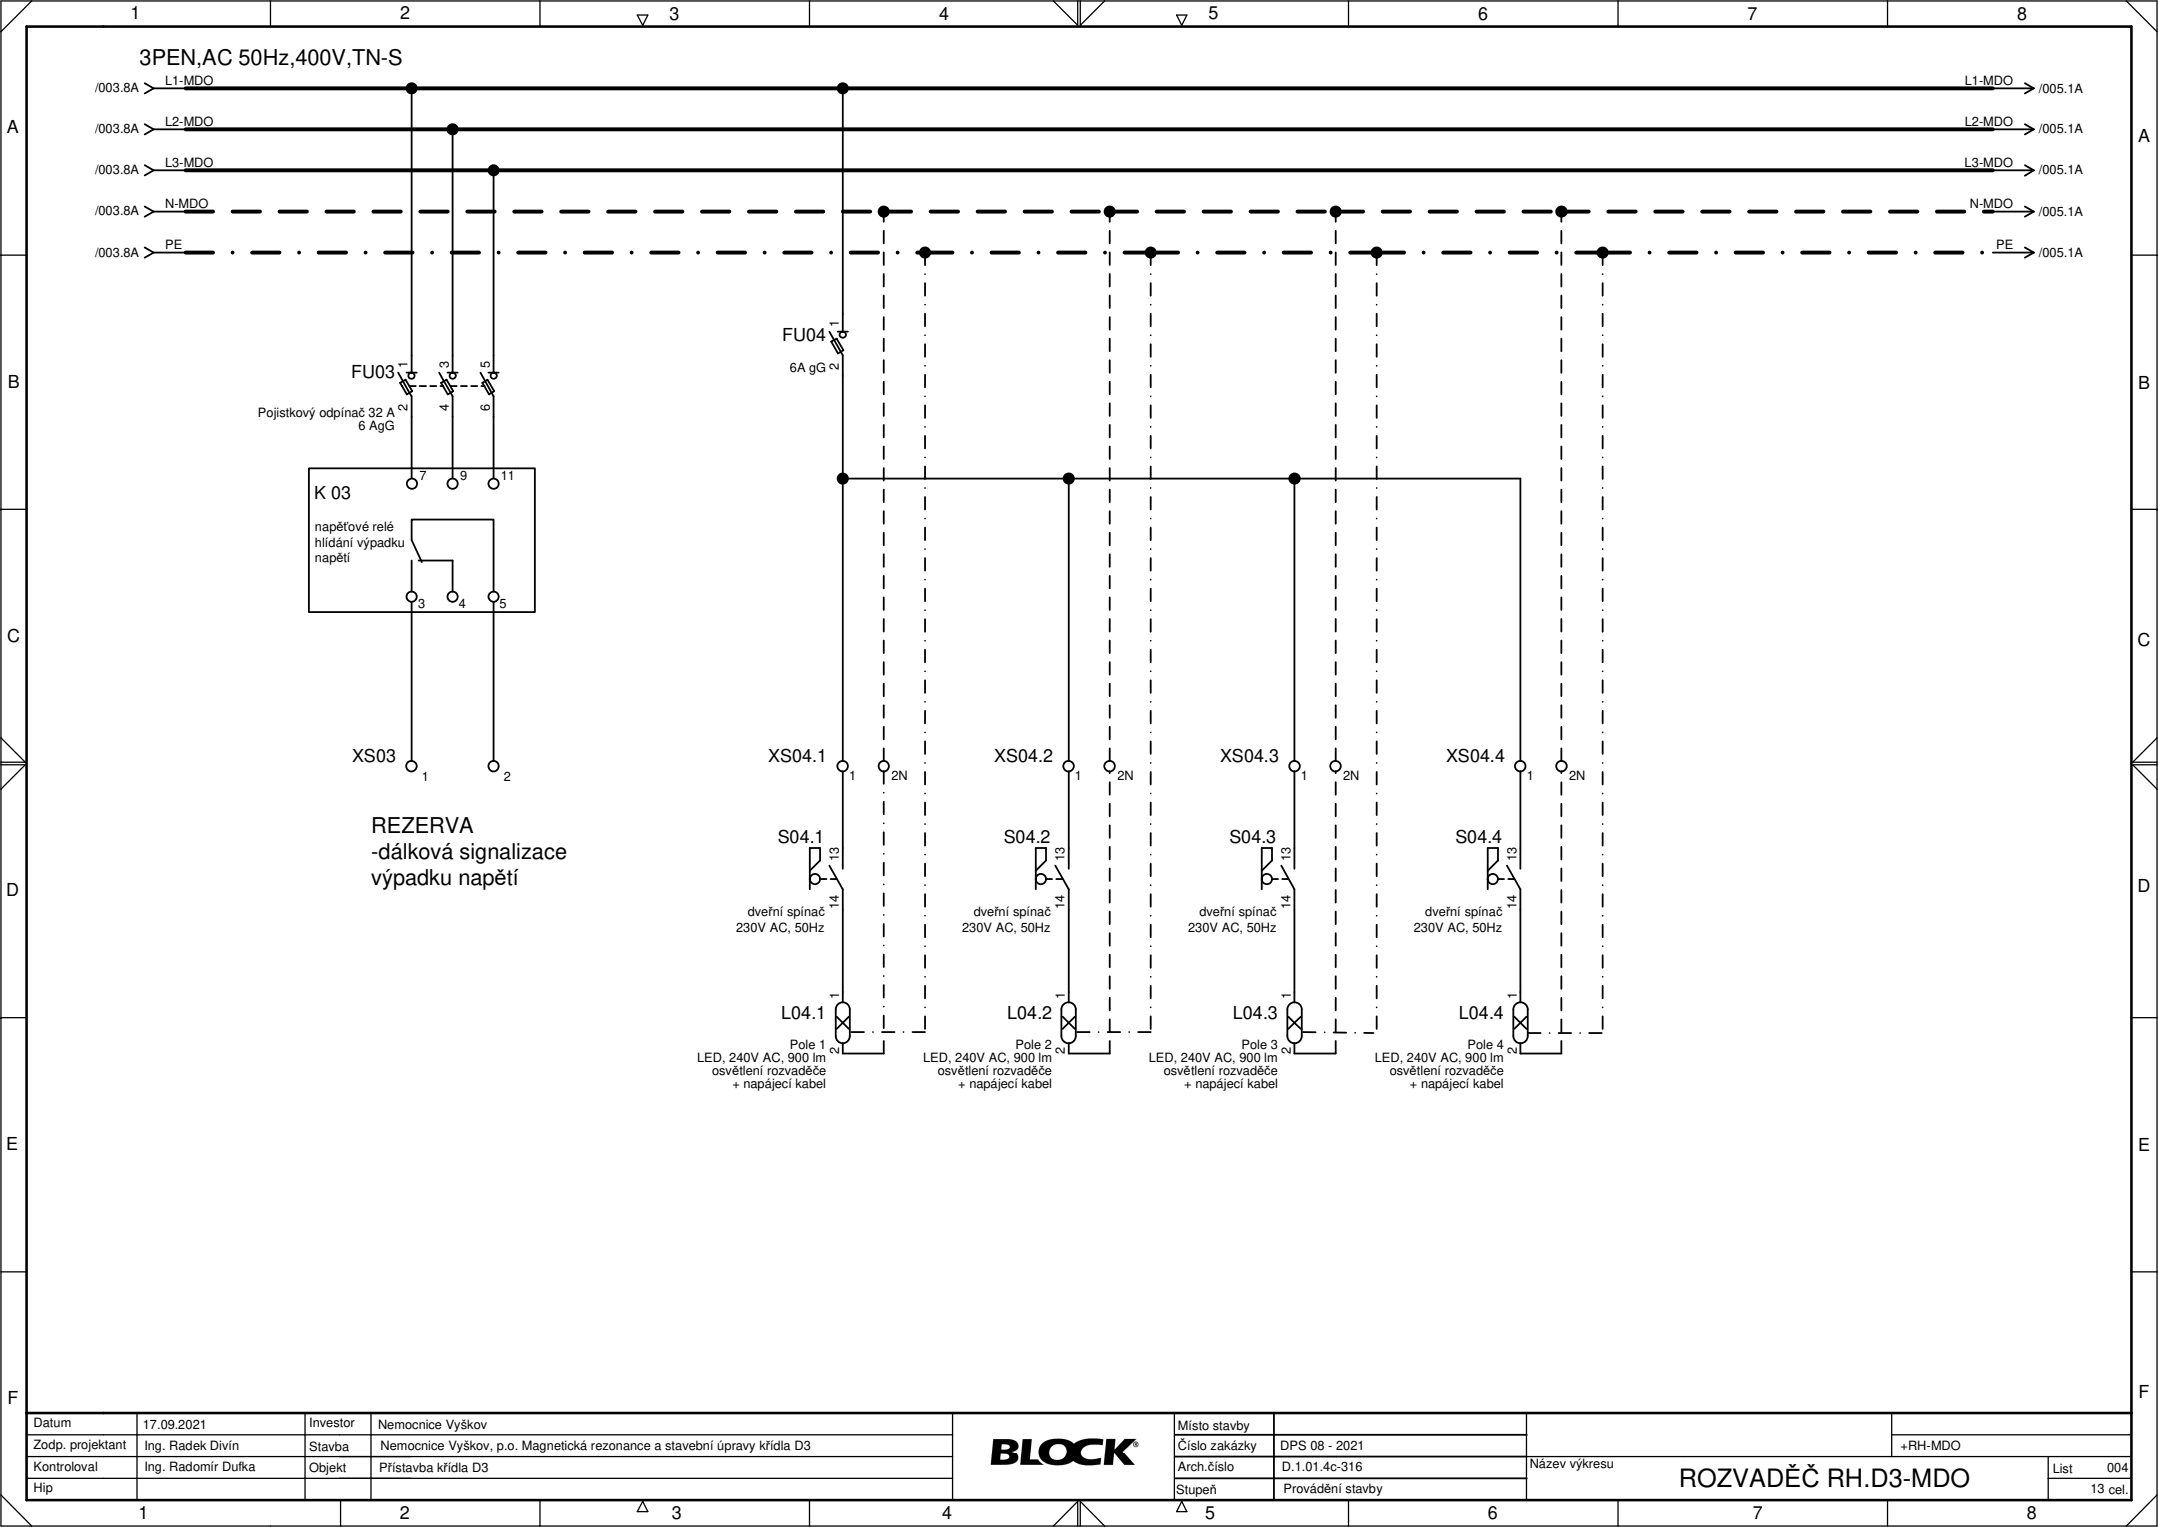 1 2 3 4 5 6 7 8
3PEN,AC 50Hz,400V,TN-S
/003.8A L1-MDO L1-MDO /005.1A
A /003.8A L2-MDO L2-MDO /005.1A A
/003.8A L3-MDO L3-MDO /005.1A
/003.8A N-MDO N-MDO /005.1A
/003.8A PE PE /005.1A
FU03
1 3 5
2 4 6
Pojistkový odpínač 32 A
6 AgG
FU04
1
6A gG 2
B B
K 03
7 9 11
napěťové relé
hlídání výpadku
napětí
3 4 5
C C
XS03 1 2
REZERVA
-dálková signalizace
výpadku napětí
XS04.1 1 2N
XS04.2 1 2N
XS04.3 1 2N
XS04.4 1 2N
D D
S04.1 13
14
dveřní spínač
230V AC, 50Hz
S04.2 13
14
dveřní spínač
230V AC, 50Hz
S04.3 13
14
dveřní spínač
230V AC, 50Hz
S04.4 13
14
dveřní spínač
230V AC, 50Hz
L04.1 1
2
Pole 1
LED, 240V AC, 900 lm
osvětlení rozvaděče
+ napájecí kabel
L04.2 1
2
Pole 2
LED, 240V AC, 900 lm
osvětlení rozvaděče
+ napájecí kabel
L04.3 1
2
Pole 3
LED, 240V AC, 900 lm
osvětlení rozvaděče
+ napájecí kabel
L04.4 1
2
Pole 4
LED, 240V AC, 900 lm
osvětlení rozvaděče
+ napájecí kabel
E E
F F
Datum 17.09.2021 Investor Nemocnice Vyškov
Zodp. projektant Ing. Radek Divín Stavba Nemocnice Vyškov, p.o. Magnetická rezonance a stavební úpravy křídla D3
Kontroloval Ing. Radomír Dufka Objekt Přístavba křídla D3
Hip
BLOCK®
Místo stavby
Číslo zakázky DPS 08 - 2021
Arch.číslo D.1.01.4c-316
Stupeň Provádění stavby
+RH-MDO
Název výkresu
ROZVADĚČ RH.D3-MDO
List 004
13 cel.
1 2 3 4 5 6 7 8